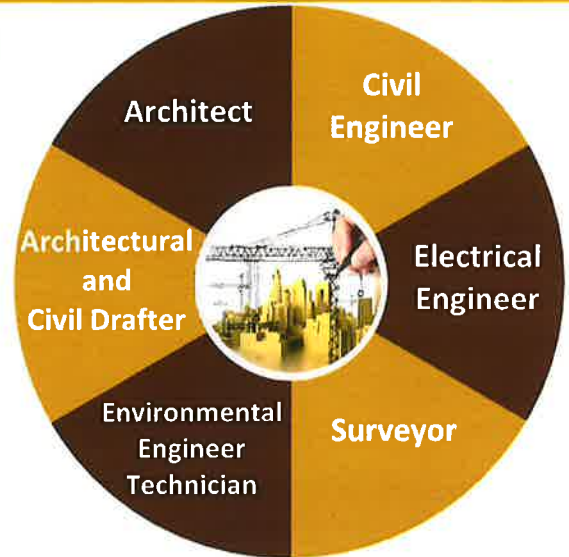 Architect
Civil
Engineer
Electrical
Engineer
Surveyor
Environmental
Engineer
Technician
Architectural
and
Civil Drafter